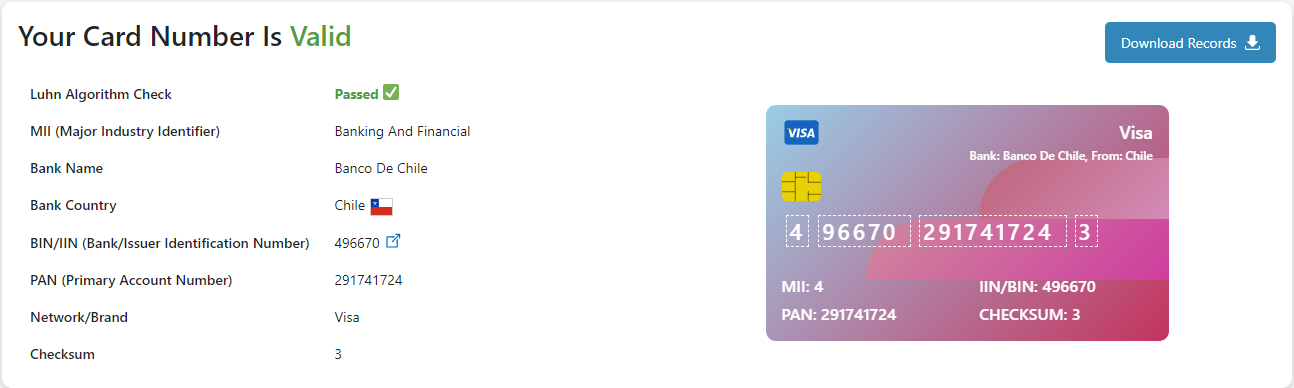 Your Card Number Is Valid
Download Records
Luhn Algorithm Check Passed ✅
MII (Major Industry Identifier) Banking And Financial
Bank Name Banco De Chile
Bank Country Chile
BIN/IIN (Bank/Issuer Identification Number) 496670
PAN (Primary Account Number) 291741724
Network/Brand Visa
Checksum 3
VISA
Visa
Bank: Banco De Chile, From: Chile
4 96670 291741724 3
MII: 4 IIN/BIN: 496670
PAN: 291741724 CHECKSUM: 3